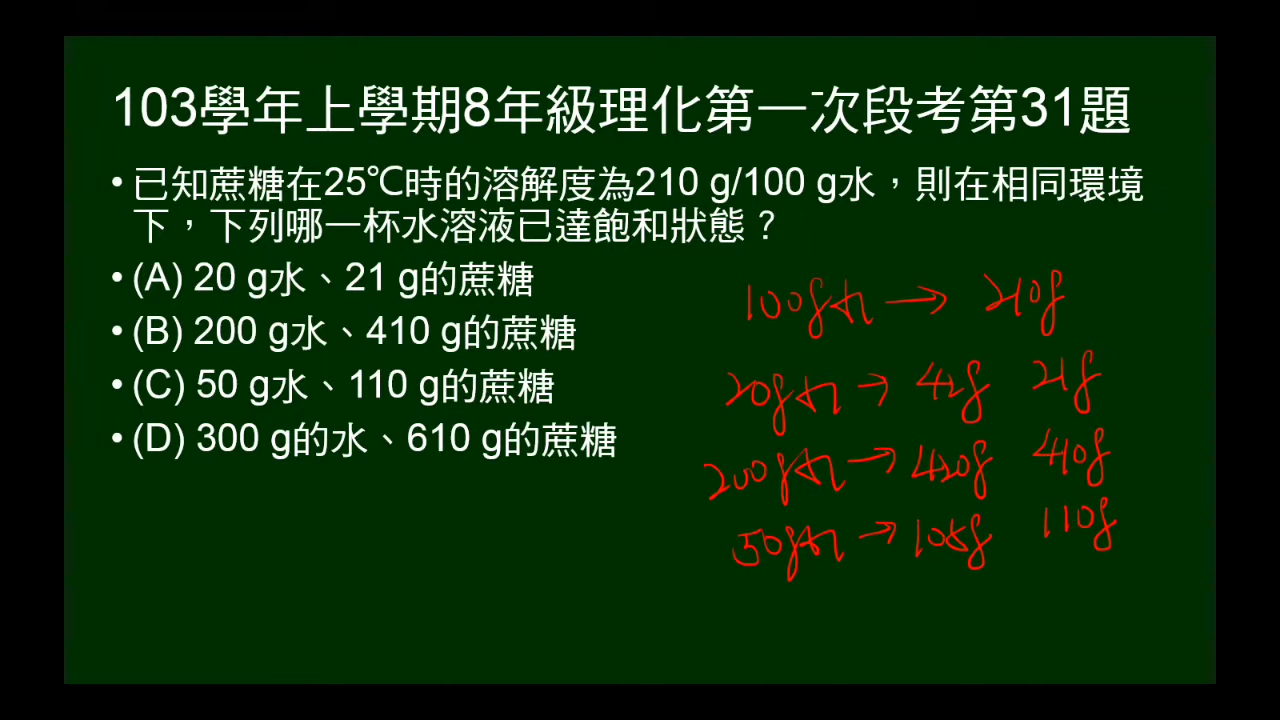 103學年上學期8年級理化第一次段考第31題
• 已知蔗糖在25℃時的溶解度為210 g/100 g水，則在相同環境
下，下列哪一杯水溶液已達飽和狀態？
• (A) 20 g水、21 g的蔗糖
• (B) 200 g水、410 g的蔗糖
• (C) 50 g水、110 g的蔗糖
• (D) 300 g的水、610 g的蔗糖
100g水 → 210g
20g水 → 42g 21g
200g水 → 420g 410g
50g水 → 105g 110g